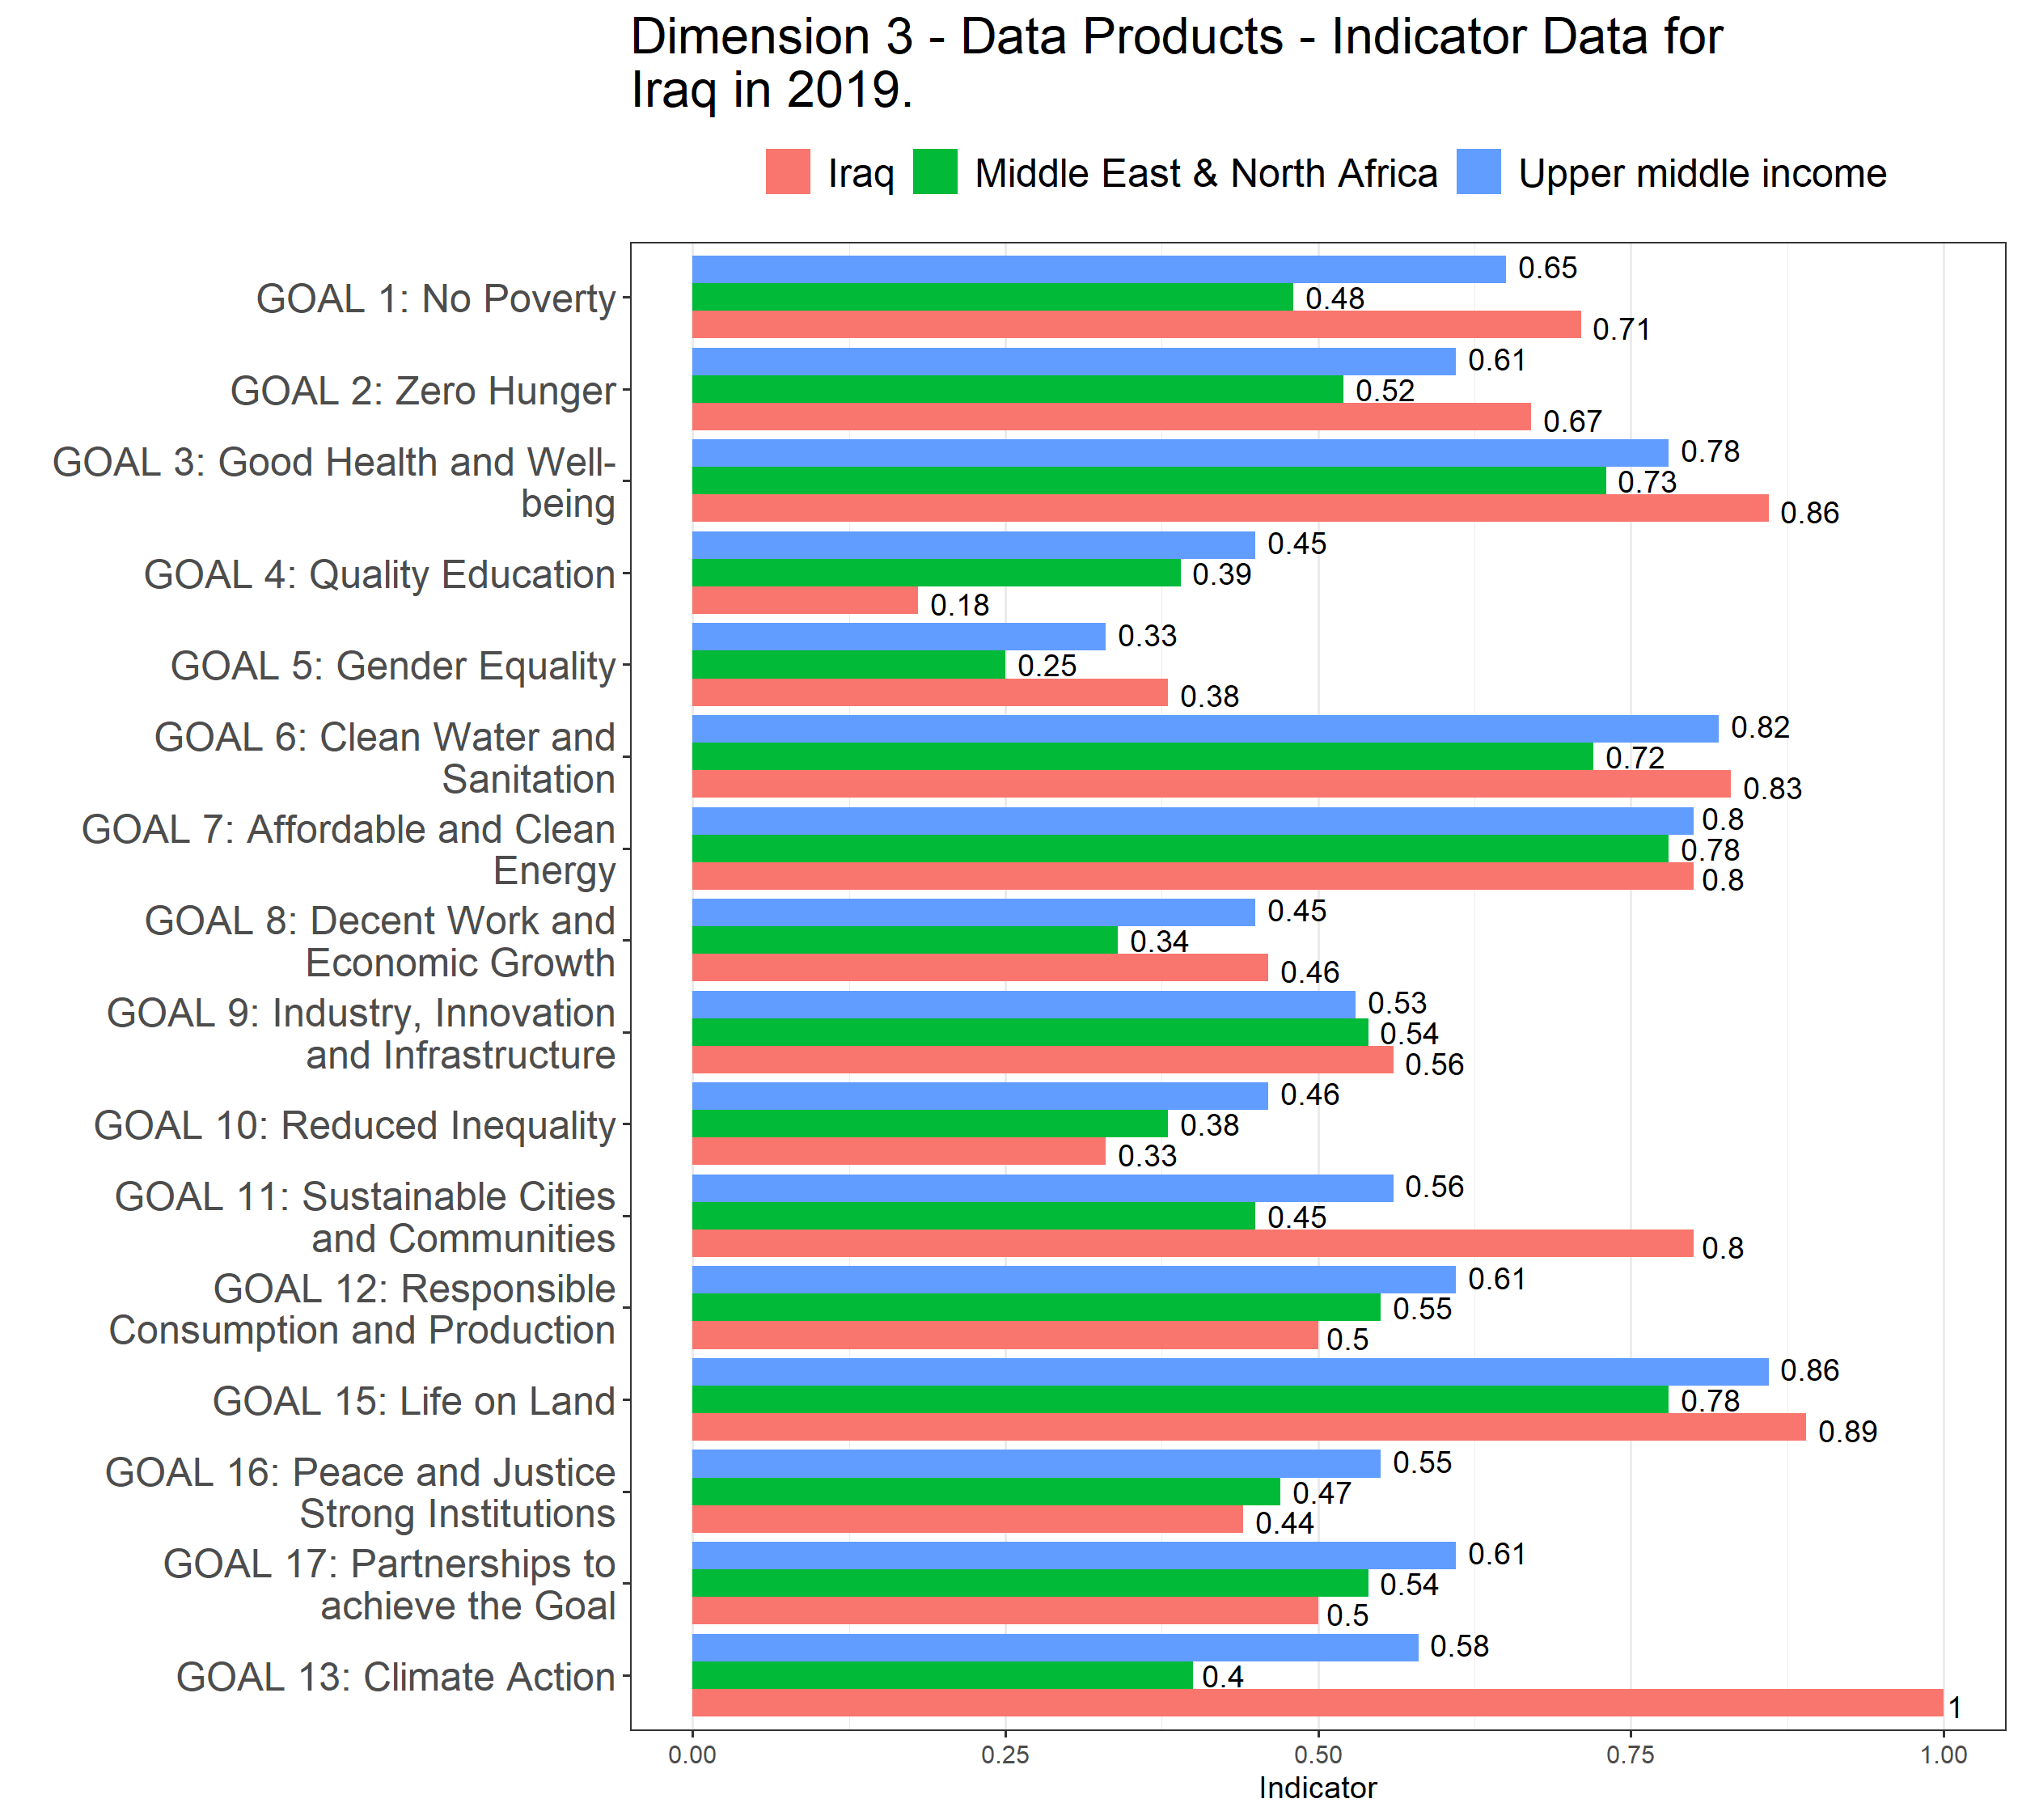 Dimension 3 - Data Products - Indicator Data for
Iraq in 2019.
Iraq
Middle East & North Africa
Upper middle income
GOAL 1: No Poverty
0.65
0.48
0.71
GOAL 2: Zero Hunger
0.61
0.52
0.67
GOAL 3: Good Health and Well-
being
0.78
0.73
0.86
GOAL 4: Quality Education
0.45
0.39
0.18
GOAL 5: Gender Equality
0.33
0.25
0.38
GOAL 6: Clean Water and
Sanitation
0.82
0.72
0.83
GOAL 7: Affordable and Clean
Energy
0.8
0.78
0.8
GOAL 8: Decent Work and
Economic Growth
0.45
0.34
0.46
GOAL 9: Industry, Innovation
and Infrastructure
0.53
0.54
0.56
GOAL 10: Reduced Inequality
0.46
0.38
0.33
GOAL 11: Sustainable Cities
and Communities
0.56
0.45
0.8
GOAL 12: Responsible
Consumption and Production
0.61
0.55
0.5
GOAL 15: Life on Land
0.86
0.78
0.89
GOAL 16: Peace and Justice
Strong Institutions
0.55
0.47
0.44
GOAL 17: Partnerships to
achieve the Goal
0.61
0.54
0.5
GOAL 13: Climate Action
0.58
0.4
1
0.00
0.25
0.50
0.75
1.00
Indicator